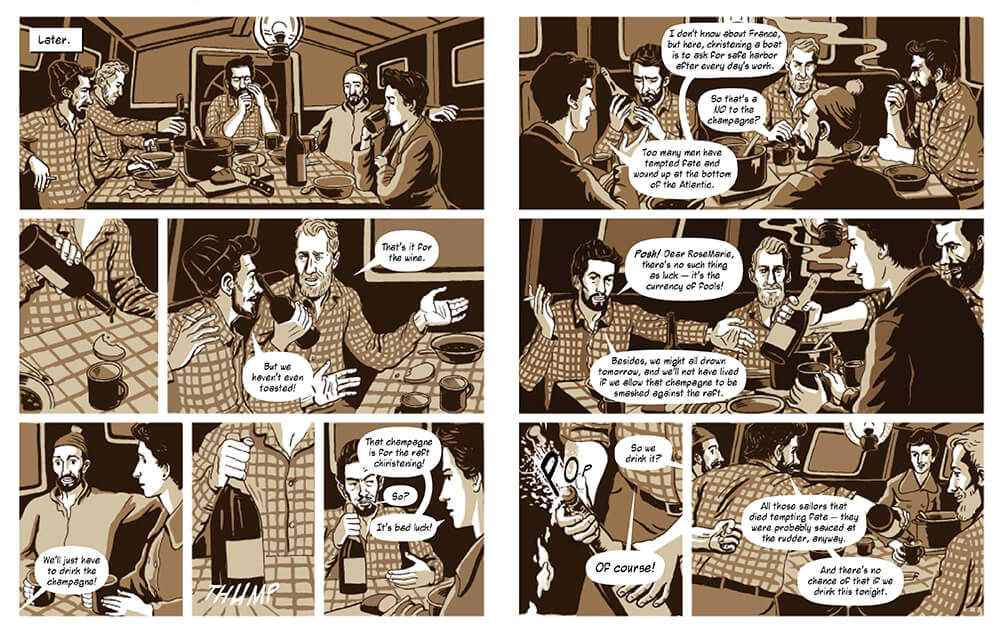 Later.
That's it for
the wine.
But we
haven't even
toasted!
We'll just have
to drink the
champagne!
THUMP
That champagne
is for the raft
christening!
So?
It's bad luck!
I don't know about France,
but here, christening a boat
is to ask for safe harbor
after every day's work.
So that's a
NO to the
champagne?
Too many men have
tempted fate and
wound up at the bottom
of the Atlantic.
Posh! Dear RoseMarie,
there's no such thing
as luck — it's the
currency of fools!
Besides, we might all drown
tomorrow, and we'll not have lived
if we allow that champagne to be
smashed against the raft.
POP
So we
drink it?
Of course!
All those sailors that
died tempting fate — they
were probably sauced at
the rudder, anyway.
And there's no
chance of that if we
drink this tonight.